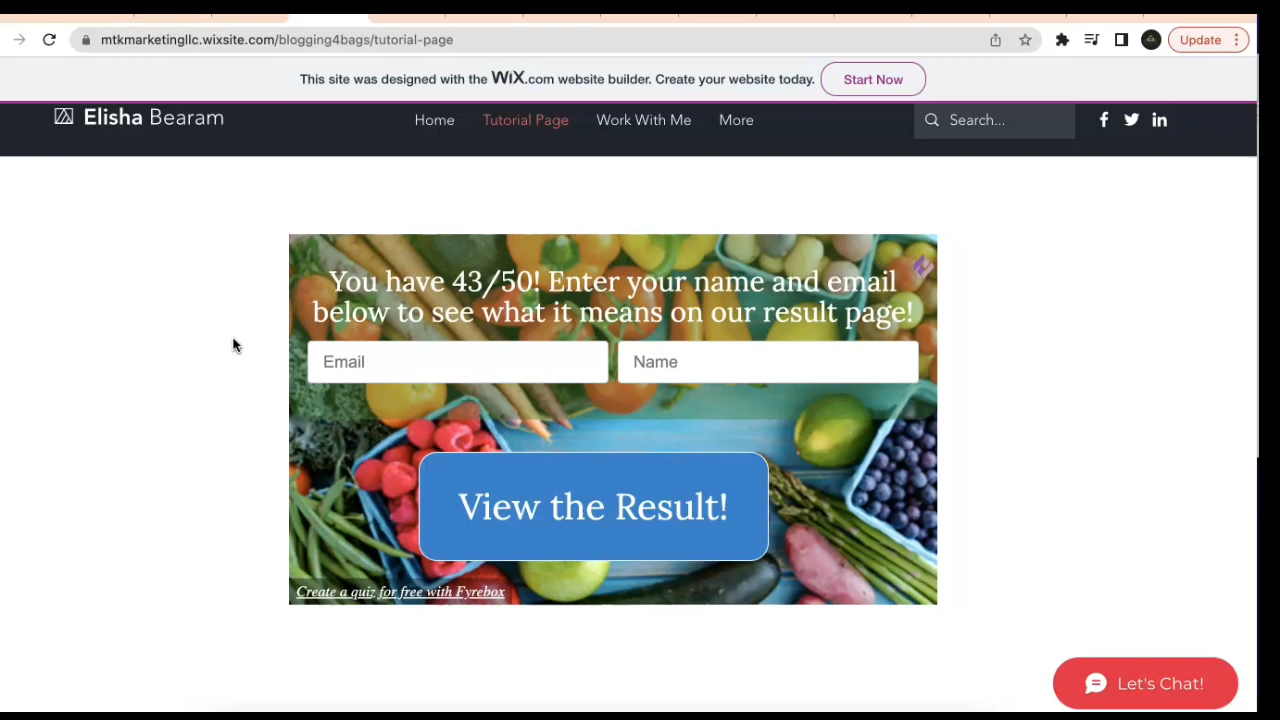 mtkmarketingllc.wixsite.com/blogging4bags/tutorial-page
Update
This site was designed with the WiX.com website builder. Create your website today.
Start Now
Elisha Bearam
Home
Tutorial Page
Work With Me
More
Search...
You have 43/50! Enter your name and email
below to see what it means on our result page!
Email
Name
View the Result!
Create a quiz for free with Fyrebox
Let's Chat!